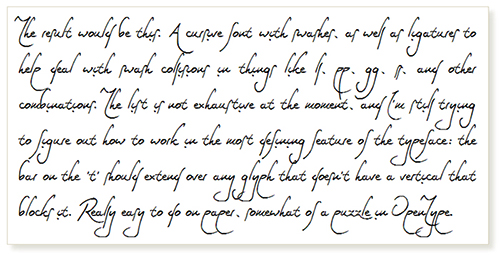 The result would be this. A cursive font with swashes, as well as ligatures to
help deal with swash collisions in things like ll, pp, gg, ff, and other
combinations. The list is not exhaustive at the moment, and I'm still trying
to figure out how to work in the most defining feature of the typeface: the
bar on the 't' should extend over any glyph that doesn't have a vertical that
blocks it. Really easy to do on paper, somewhat of a puzzle in OpenType.